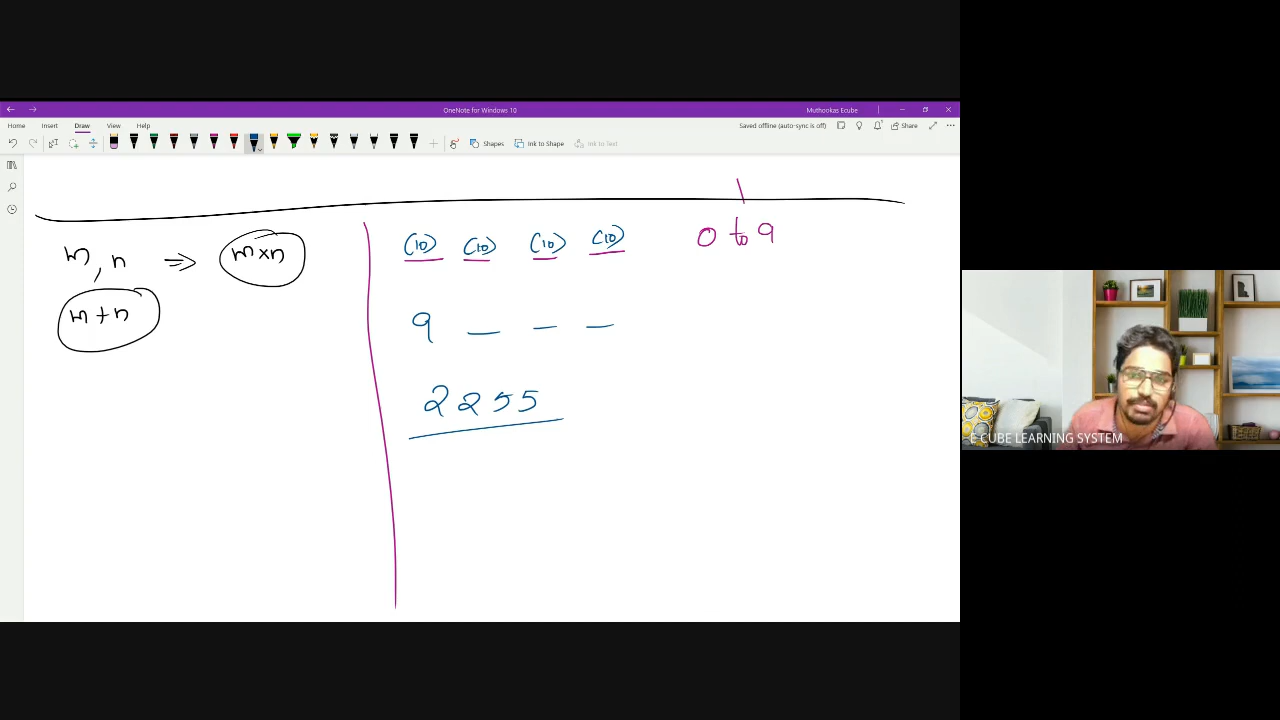 OneNote for Windows 10
Muthookas Ecube
Home Insert Draw View Help
Saved offline (auto-sync is off)
Share
Shapes
Ink to Shape
Ink to Text
m, n ⇒ m×n
m + n
(10) (10) (10) (10)
0 to 9
9 _ _ _
2255
E CUBE LEARNING SYSTEM